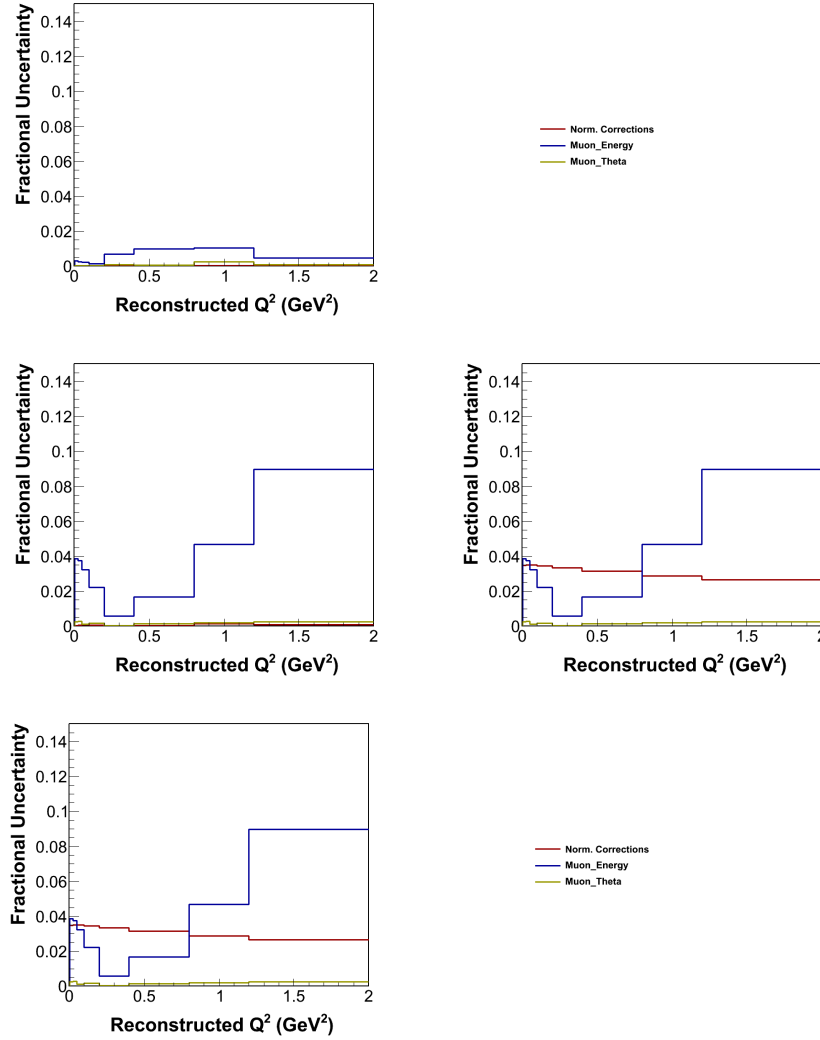 Fractional Uncertainty
0.14
0.12
0.1
0.08
0.06
0.04
0.02
0
0 0.5 1 1.5 2
Reconstructed Q² (GeV²)
Norm. Corrections
Muon_Energy
Muon_Theta
Fractional Uncertainty
0.14
0.12
0.1
0.08
0.06
0.04
0.02
0
0 0.5 1 1.5 2
Reconstructed Q² (GeV²)
Fractional Uncertainty
0.14
0.12
0.1
0.08
0.06
0.04
0.02
0
0 0.5 1 1.5 2
Reconstructed Q² (GeV²)
Fractional Uncertainty
0.14
0.12
0.1
0.08
0.06
0.04
0.02
0
0 0.5 1 1.5 2
Reconstructed Q² (GeV²)
Norm. Corrections
Muon_Energy
Muon_Theta